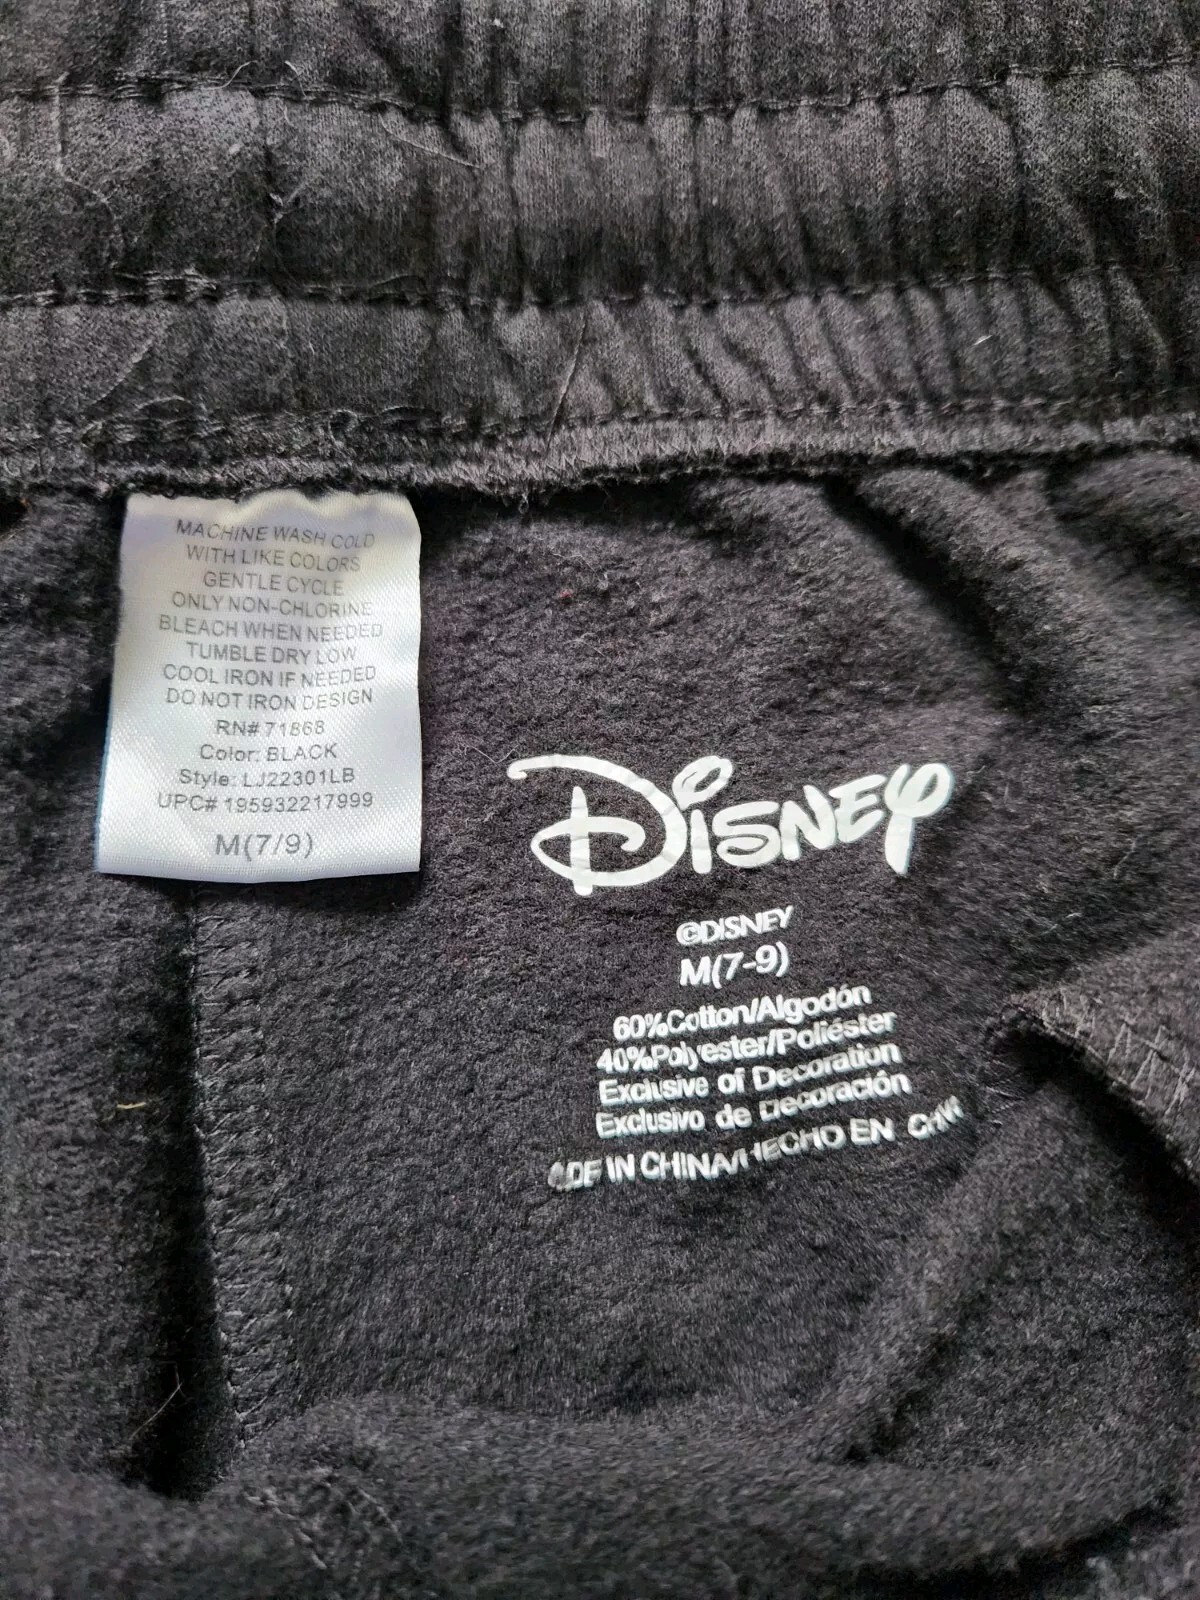 MACHINE WASH COLD
WITH LIKE COLORS
GENTLE CYCLE
ONLY NON-CHLORINE
BLEACH WHEN NEEDED
TUMBLE DRY LOW
COOL IRON IF NEEDED
DO NOT IRON DESIGN
RN# 71868
Color: BLACK
Style: LJ22301LB
UPC# 195932217999
M(7/9)
DISNEY
©DISNEY
M(7-9)
60%Cotton/Algodón
40%Polyester/Poliéster
Exclusive of Decoration
Exclusivo de Decoración
IN CHINA/HECHO EN